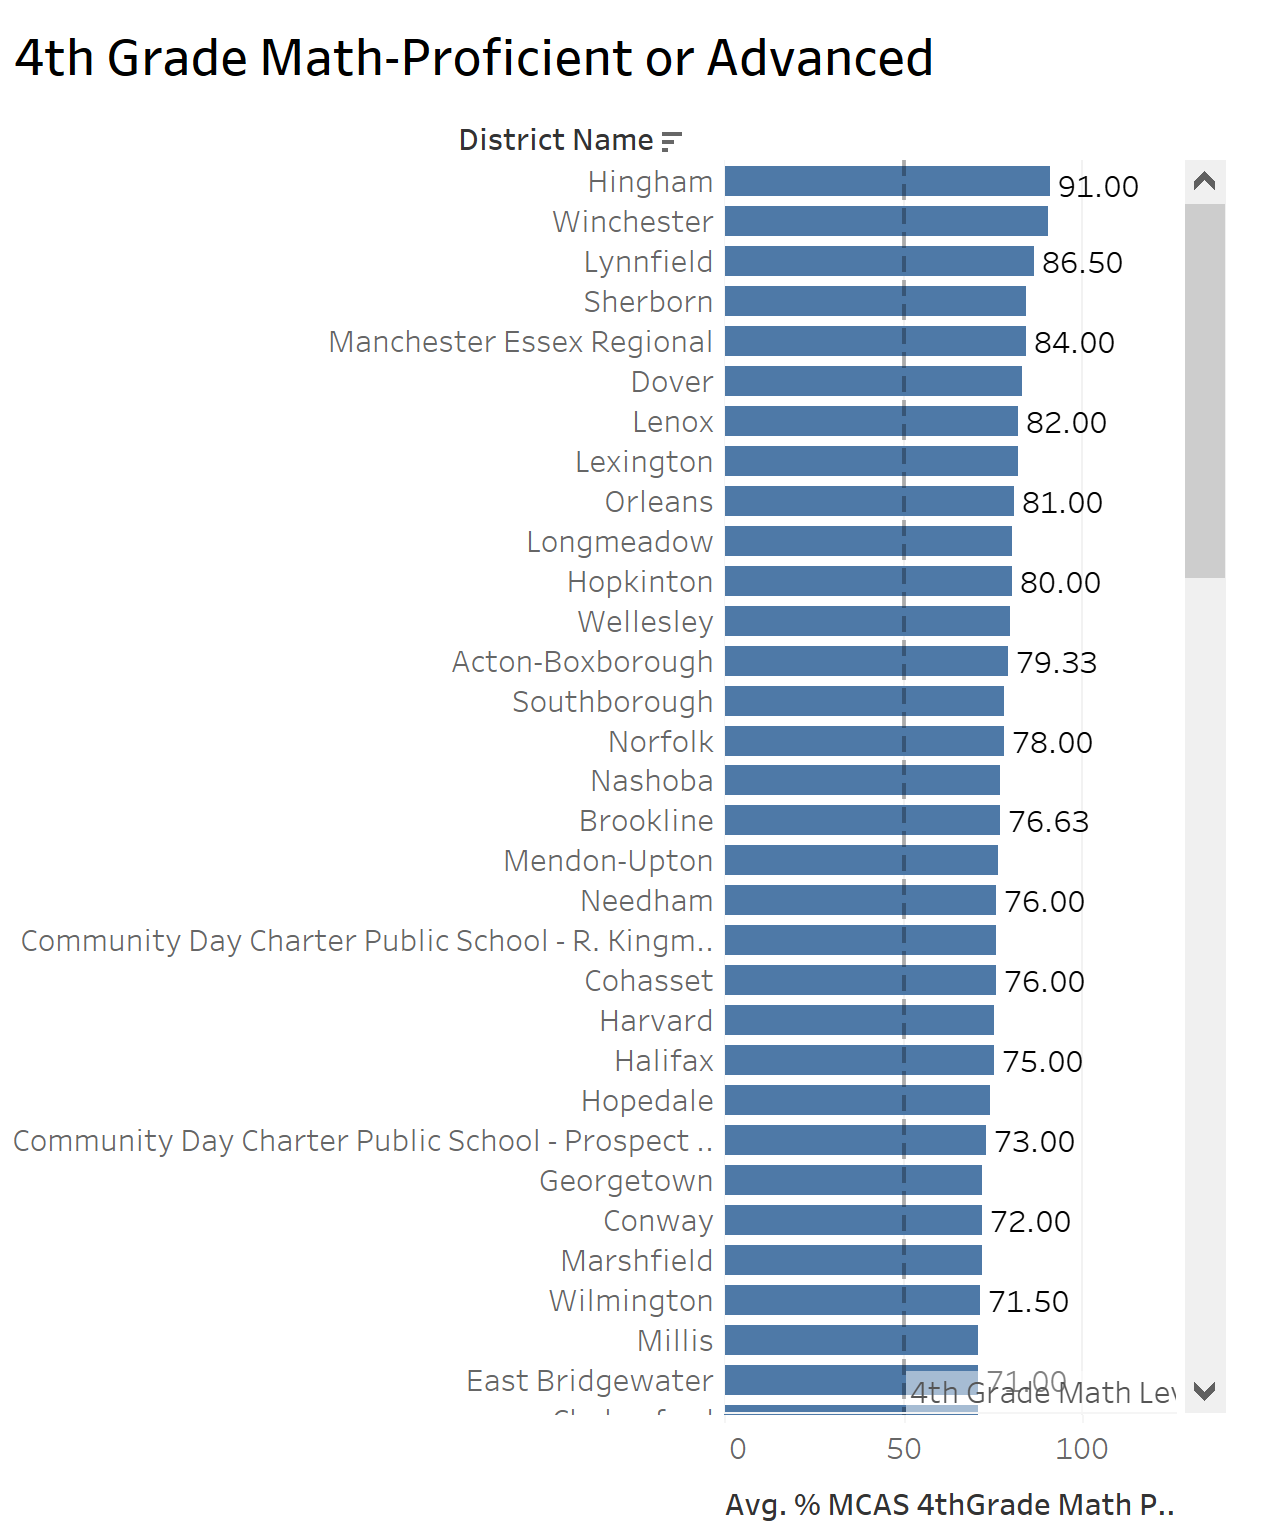 4th Grade Math-Proficient or Advanced
District Name
Hingham 91.00
Winchester
Lynnfield 86.50
Sherborn
Manchester Essex Regional 84.00
Dover
Lenox 82.00
Lexington
Orleans 81.00
Longmeadow
Hopkinton 80.00
Wellesley
Acton-Boxborough 79.33
Southborough
Norfolk 78.00
Nashoba
Brookline 76.63
Mendon-Upton
Needham 76.00
Community Day Charter Public School - R. Kingm..
Cohasset 76.00
Harvard
Halifax 75.00
Hopedale
Community Day Charter Public School - Prospect ..
73.00
Georgetown
Conway 72.00
Marshfield
Wilmington 71.50
Millis
East Bridgewater 71.00
4th Grade Math Lev
0 50 100
Avg. % MCAS 4thGrade Math P..